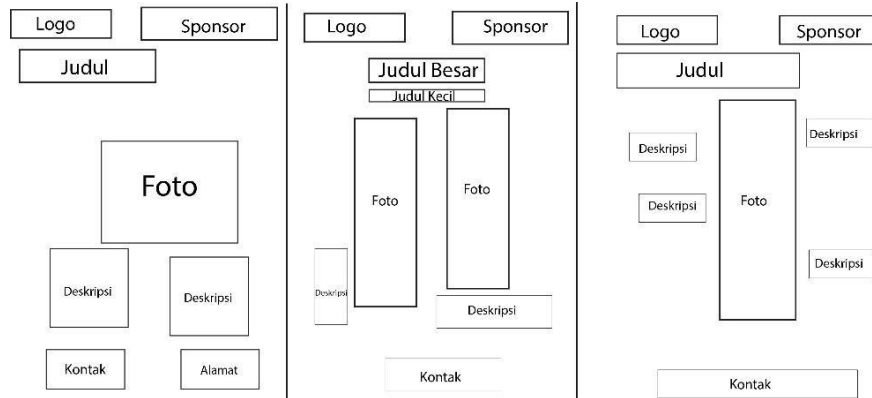 Logo
Sponsor
Judul
Foto
Deskripsi
Deskripsi
Kontak
Alamat
Logo
Sponsor
Judul Besar
Judul Kecil
Foto
Foto
Deskripsi
Deskripsi
Kontak
Logo
Sponsor
Judul
Deskripsi
Deskripsi
Foto
Deskripsi
Deskripsi
Kontak